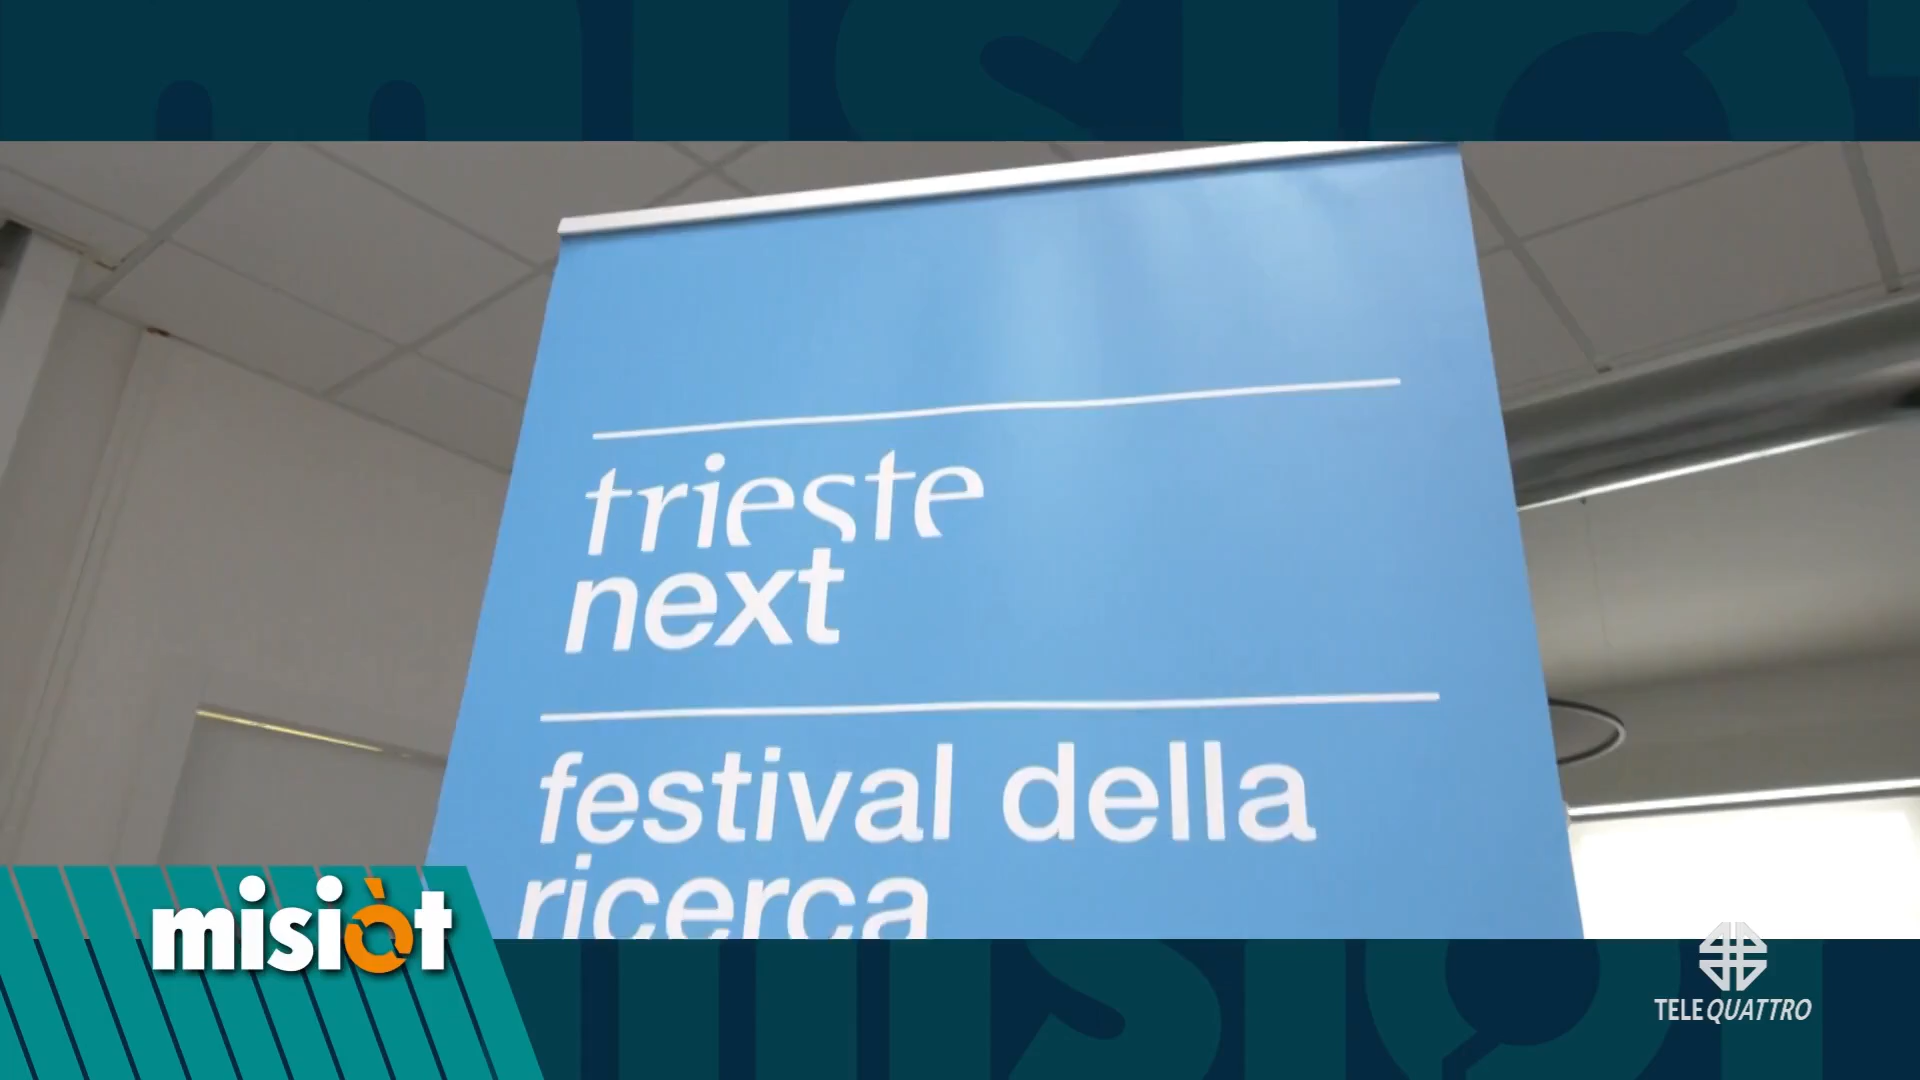 trieste
next
festival della
ricerca
misiòt
TELEQUATTRO